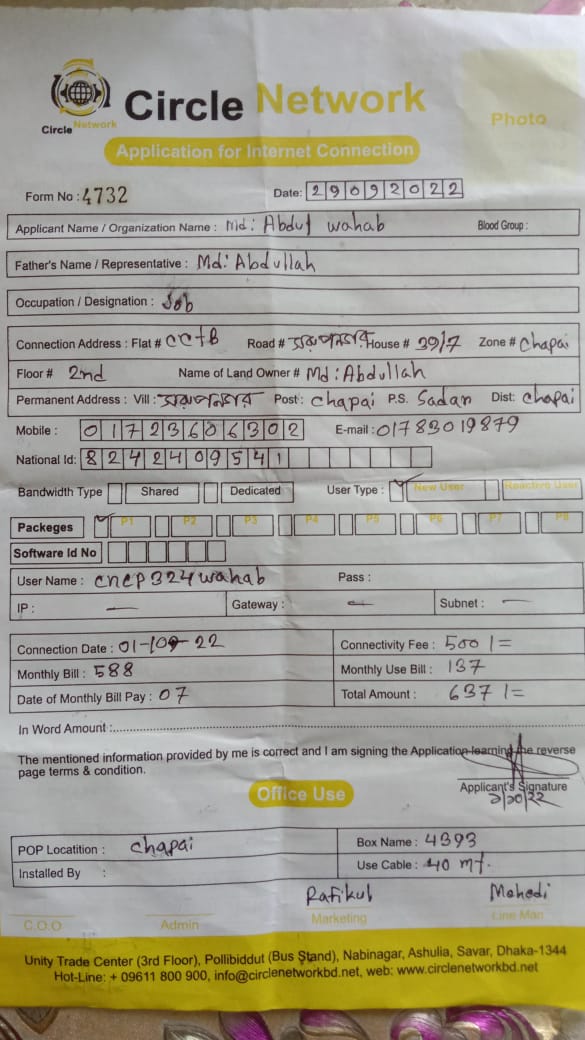 Circle Network
Circle Network
Photo
Application for Internet Connection
Form No : 4732
Date: 29092022
Applicant Name / Organization Name : Md: Abdul wahab Blood Group :
Father's Name / Representative : Md: Abdullah
Occupation / Designation : Job
Connection Address : Flat # Road # House # 39/7 Zone # Chapai
Floor # 2nd Name of Land Owner # Md: Abdullah
Permanent Address : Vill : Post : Chapai P.S. Sadar Dist: Chapai
Mobile : 01723606302 E-mail : 01783019879
National Id: 8242409541
Bandwidth Type Shared Dedicated User Type : New User Reactive User
Packeges P1 P2 P3 P4 P5 P6 P7 P8
Software Id No
User Name : cncp324wahab Pass :
IP : — Gateway : — Subnet : —
Connection Date : 22 Connectivity Fee : 500/=
Monthly Bill : 588 Monthly Use Bill : 137
Date of Monthly Bill Pay : 07 Total Amount : 637/=
In Word Amount :
The mentioned information provided by me is correct and I am signing the Application learning the reverse
page terms & condition.
Applicant's Signature
Office Use
POP Locatition : Chapai Box Name : 4393
Installed By : Use Cable : 40 mt.
Rafikul Mehedi
C.O.O Admin Marketing Line Man
Unity Trade Center (3rd Floor), Pollibiddut (Bus Stand), Nabinagar, Ashulia, Savar, Dhaka-1344
Hot-Line: + 09611 800 900, info@circlenetworkbd.net, web: www.circlenetworkbd.net